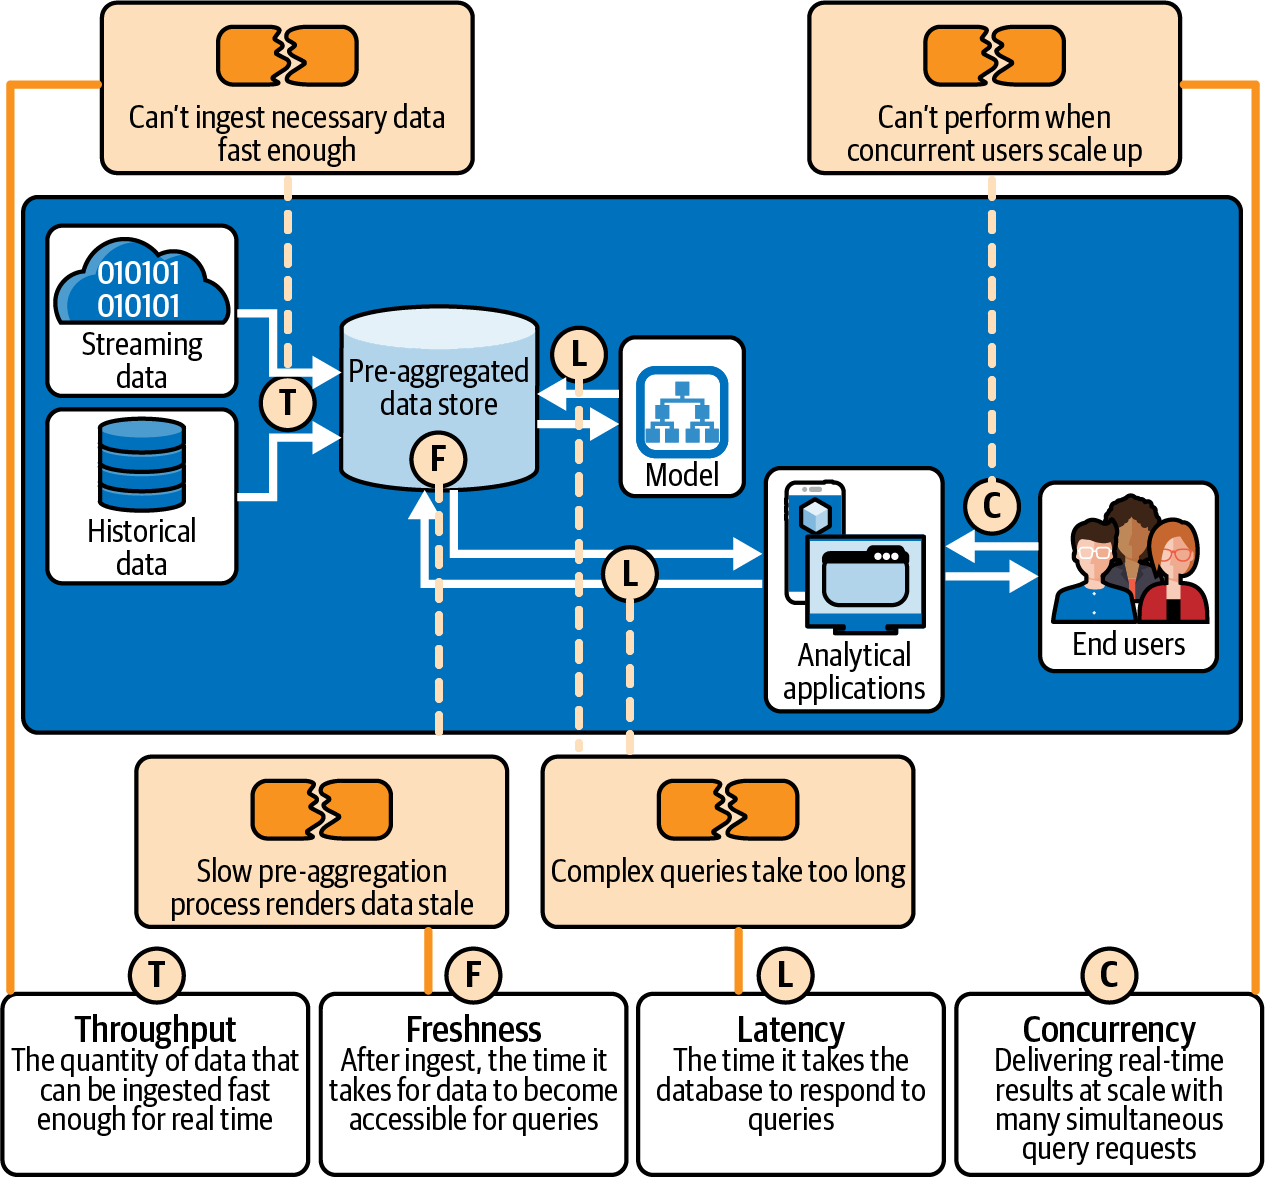 Can't ingest necessary data
fast enough
Can't perform when
concurrent users scale up
010101
010101
Streaming
data
T
Historical
data
Pre-aggregated
data store
F
L
Model
L
C
Analytical
applications
End users
Slow pre-aggregation
process renders data stale
Complex queries take too long
T
Throughput
The quantity of data that
can be ingested fast
enough for real time
F
Freshness
After ingest, the time it
takes for data to become
accessible for queries
L
Latency
The time it takes the
database to respond to
queries
C
Concurrency
Delivering real-time
results at scale with
many simultaneous
query requests